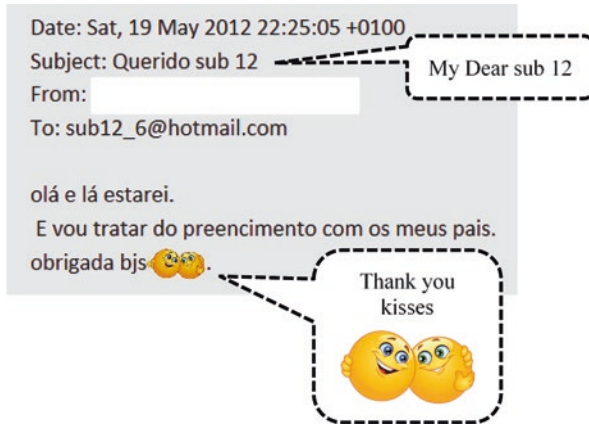 Date: Sat, 19 May 2012 22:25:05 +0100
Subject: Querido sub 12
My Dear sub 12
From:
To: sub12_6@hotmail.com
olá e lá estarei.
E vou tratar do preencimento com os meus pais.
obrigada bjs .
Thank you
kisses